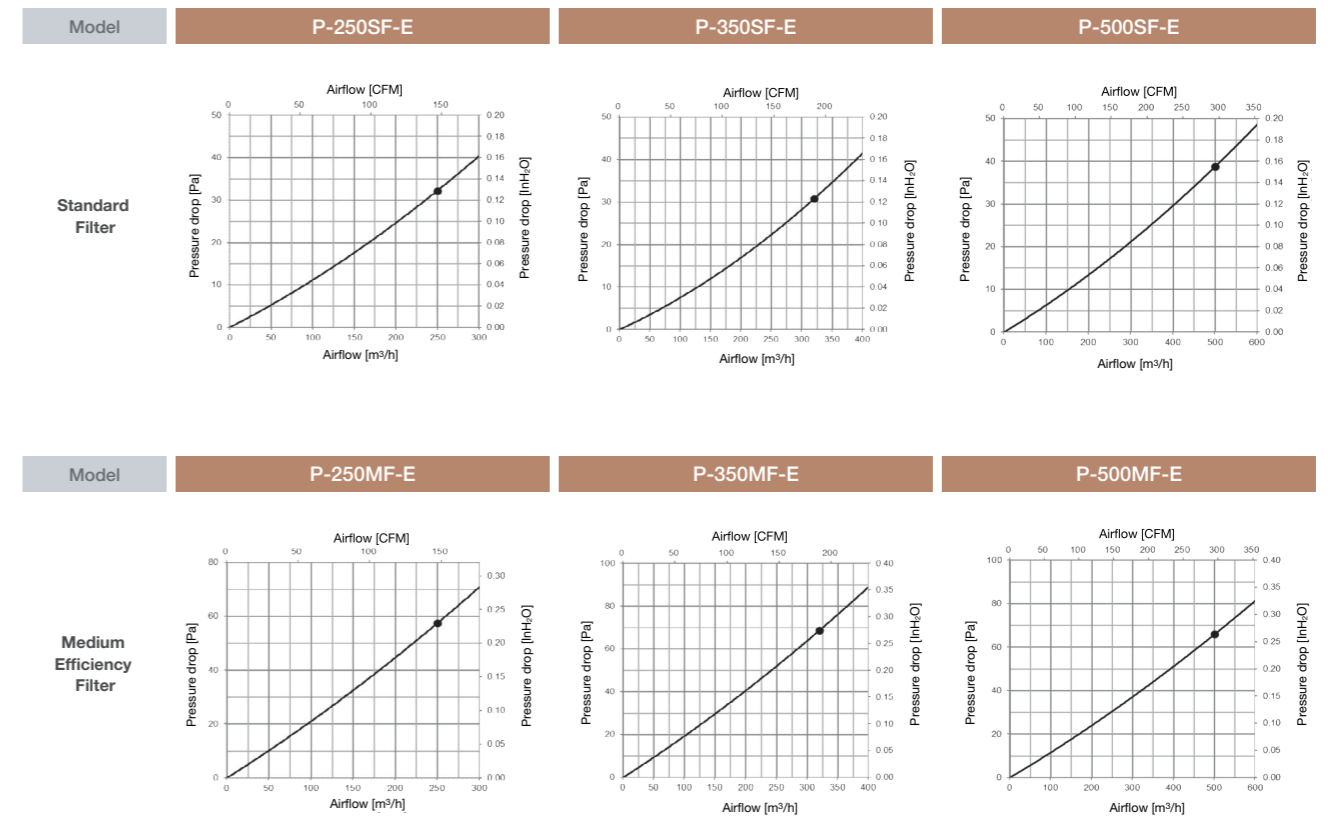 Model P-250SF-E P-350SF-E P-500SF-E
Standard
Filter
Airflow [CFM]
0 50 100 150
50 40 30 20 10 0
Pressure drop [Pa]
0.20 0.18 0.16 0.14 0.12 0.10 0.08 0.06 0.04 0.02 0.00
Pressure drop [InH₂O]
0 50 100 150 200 250 300
Airflow [m³/h]
Airflow [CFM]
0 50 100 150 200
50 40 30 20 10 0
Pressure drop [Pa]
0.20 0.18 0.16 0.14 0.12 0.10 0.08 0.06 0.04 0.02 0.00
Pressure drop [InH₂O]
0 50 100 150 200 250 300 350 400
Airflow [m³/h]
Airflow [CFM]
0 50 100 150 200 250 300 350
50 40 30 20 10 0
Pressure drop [Pa]
0.20 0.18 0.16 0.14 0.12 0.10 0.08 0.06 0.04 0.02 0.00
Pressure drop [InH₂O]
0 100 200 300 400 500 600
Airflow [m³/h]
Model P-250MF-E P-350MF-E P-500MF-E
Medium
Efficiency
Filter
Airflow [CFM]
0 50 100 150
80 60 40 20 0
Pressure drop [Pa]
0.30 0.25 0.20 0.15 0.10 0.05 0.00
Pressure drop [InH₂O]
0 50 100 150 200 250 300
Airflow [m³/h]
Airflow [CFM]
0 50 100 150 200
100 80 60 40 20 0
Pressure drop [Pa]
0.40 0.35 0.30 0.25 0.20 0.15 0.10 0.05 0.00
Pressure drop [InH₂O]
0 50 100 150 200 250 300 350 400
Airflow [m³/h]
Airflow [CFM]
0 50 100 150 200 250 300 350
100 80 60 40 20 0
Pressure drop [Pa]
0.40 0.35 0.30 0.25 0.20 0.15 0.10 0.05 0.00
Pressure drop [InH₂O]
0 100 200 300 400 500 600
Airflow [m³/h]